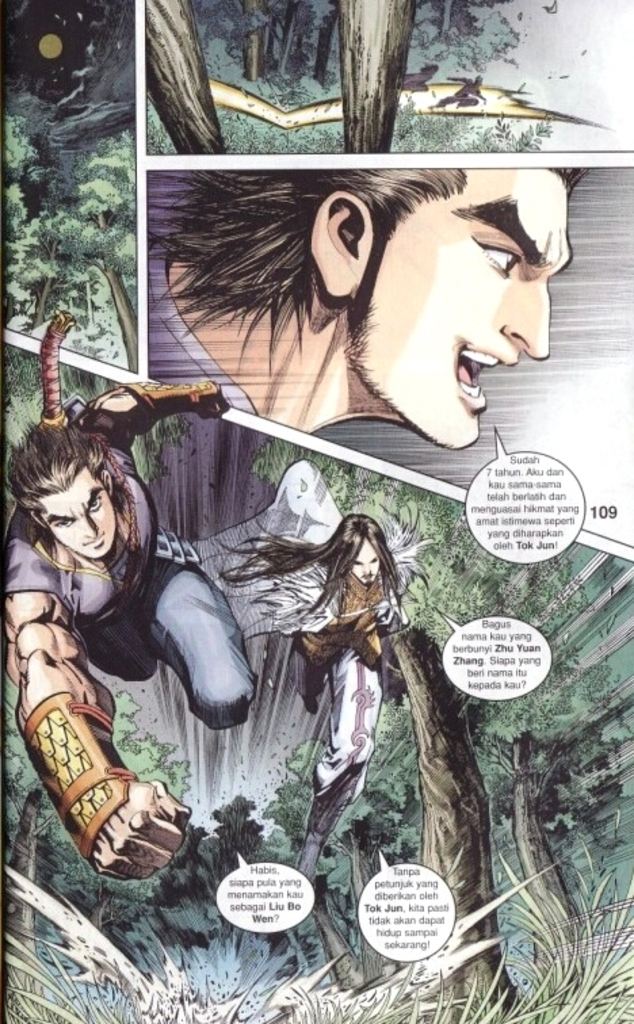 Sudah
7 tahun. Aku dan
kau sama-sama
telah berlatih dan
menguasai hikmat yang
amat istimewa seperti
yang diharapkan
oleh Tok Jun!
109
Bagus
nama kau yang
berbunyi Zhu Yuan
Zhang. Siapa yang
beri nama itu
kepada kau?
Habis,
siapa pula yang
menamakan kau
sebagai Liu Bo
Wen?
Tanpa
petunjuk yang
diberikan oleh
Tok Jun, kita pasti
tidak akan dapat
hidup sampai
sekarang!